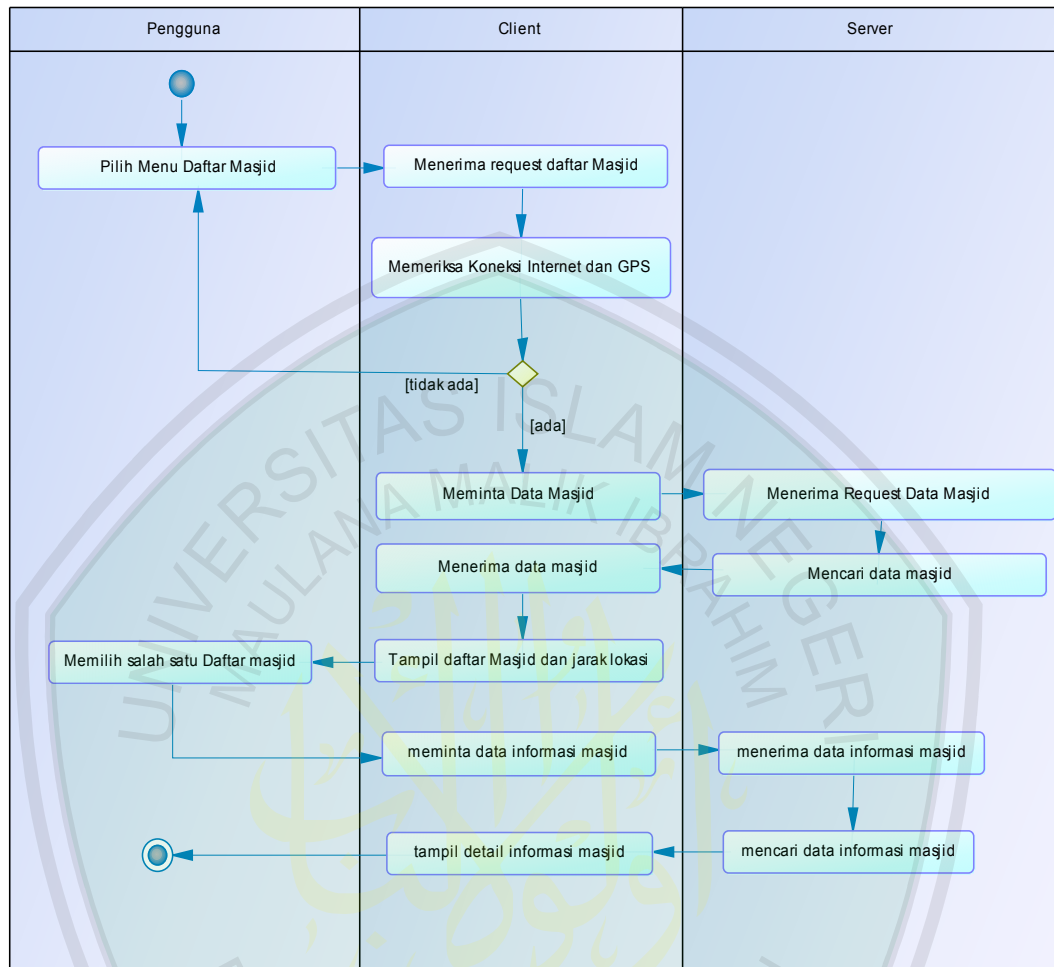 Pengguna
Client
Server
Pilih Menu Daftar Masjid
Menerima request daftar Masjid
Memeriksa Koneksi Internet dan GPS
[tidak ada]
[ada]
Meminta Data Masjid
Menerima Request Data Masjid
Menerima data masjid
Mencari data masjid
Memilih salah satu Daftar masjid
Tampil daftar Masjid dan jarak lokasi
meminta data informasi masjid
menerima data informasi masjid
tampil detail informasi masjid
mencari data informasi masjid
UNIVERSITAS ISLAM NEGERI
MAULANA MALIK IBRAHIM